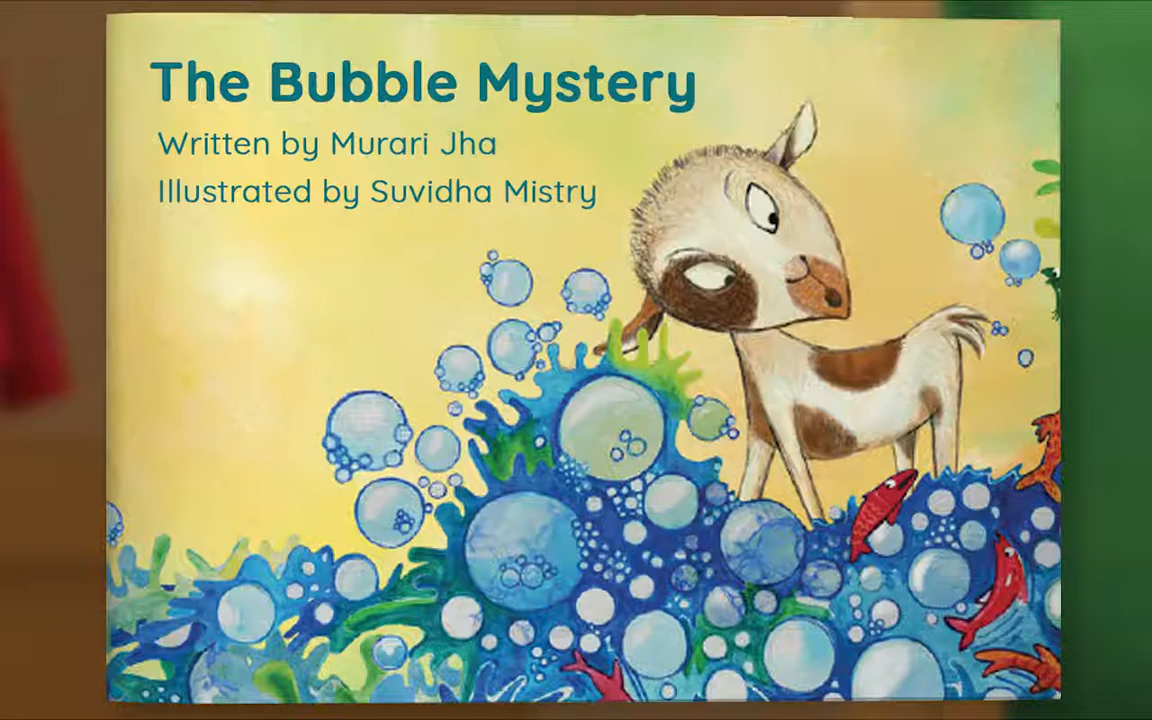 The Bubble Mystery
Written by Murari Jha
Illustrated by Suvidha Mistry